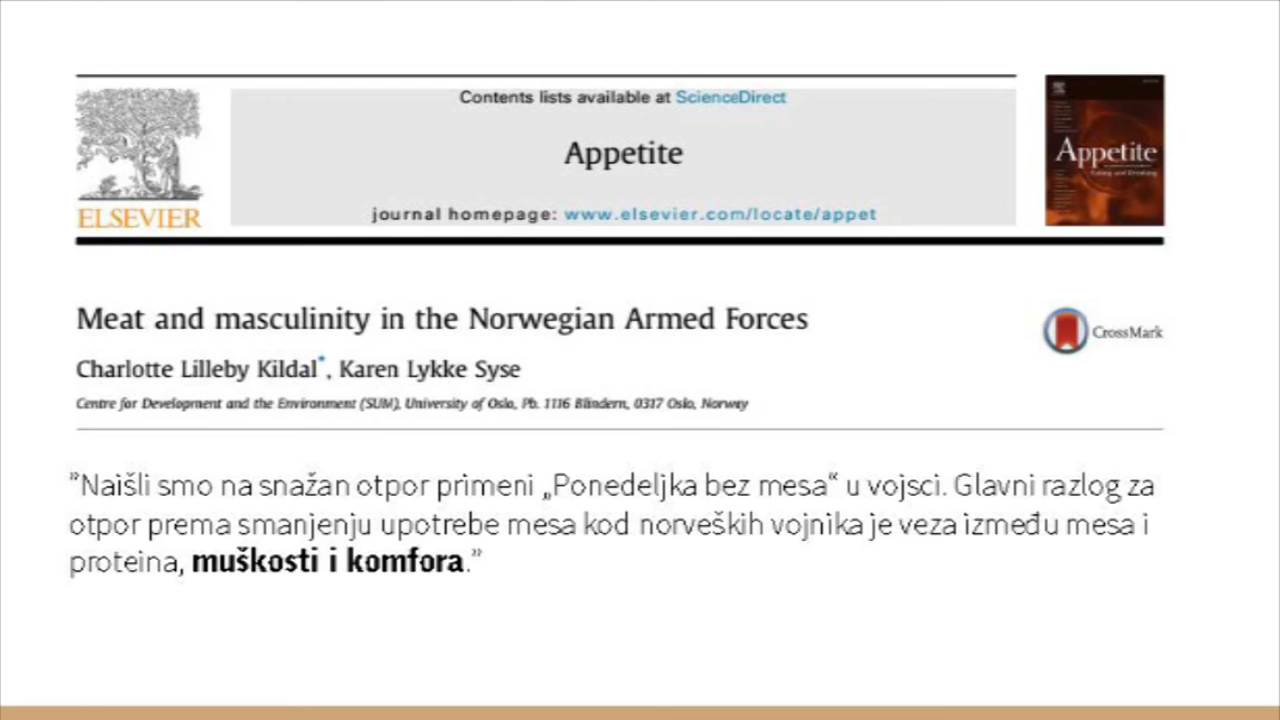 Contents lists available at ScienceDirect
Appetite
journal homepage: www.elsevier.com/locate/appet
ELSEVIER
Appetite
Eating and Drinking
Meat and masculinity in the Norwegian Armed Forces
CrossMark
Charlotte Lilleby Kildal*, Karen Lykke Syse
Centre for Development and the Environment (SUM), University of Oslo, Pb. 1116 Blindern, 0317 Oslo, Norway
”Naišli smo na snažan otpor primeni „Ponedeljka bez mesa“ u vojsci. Glavni razlog za
otpor prema smanjenju upotrebe mesa kod norveških vojnika je veza između mesa i
proteina, muškosti i komfora.”